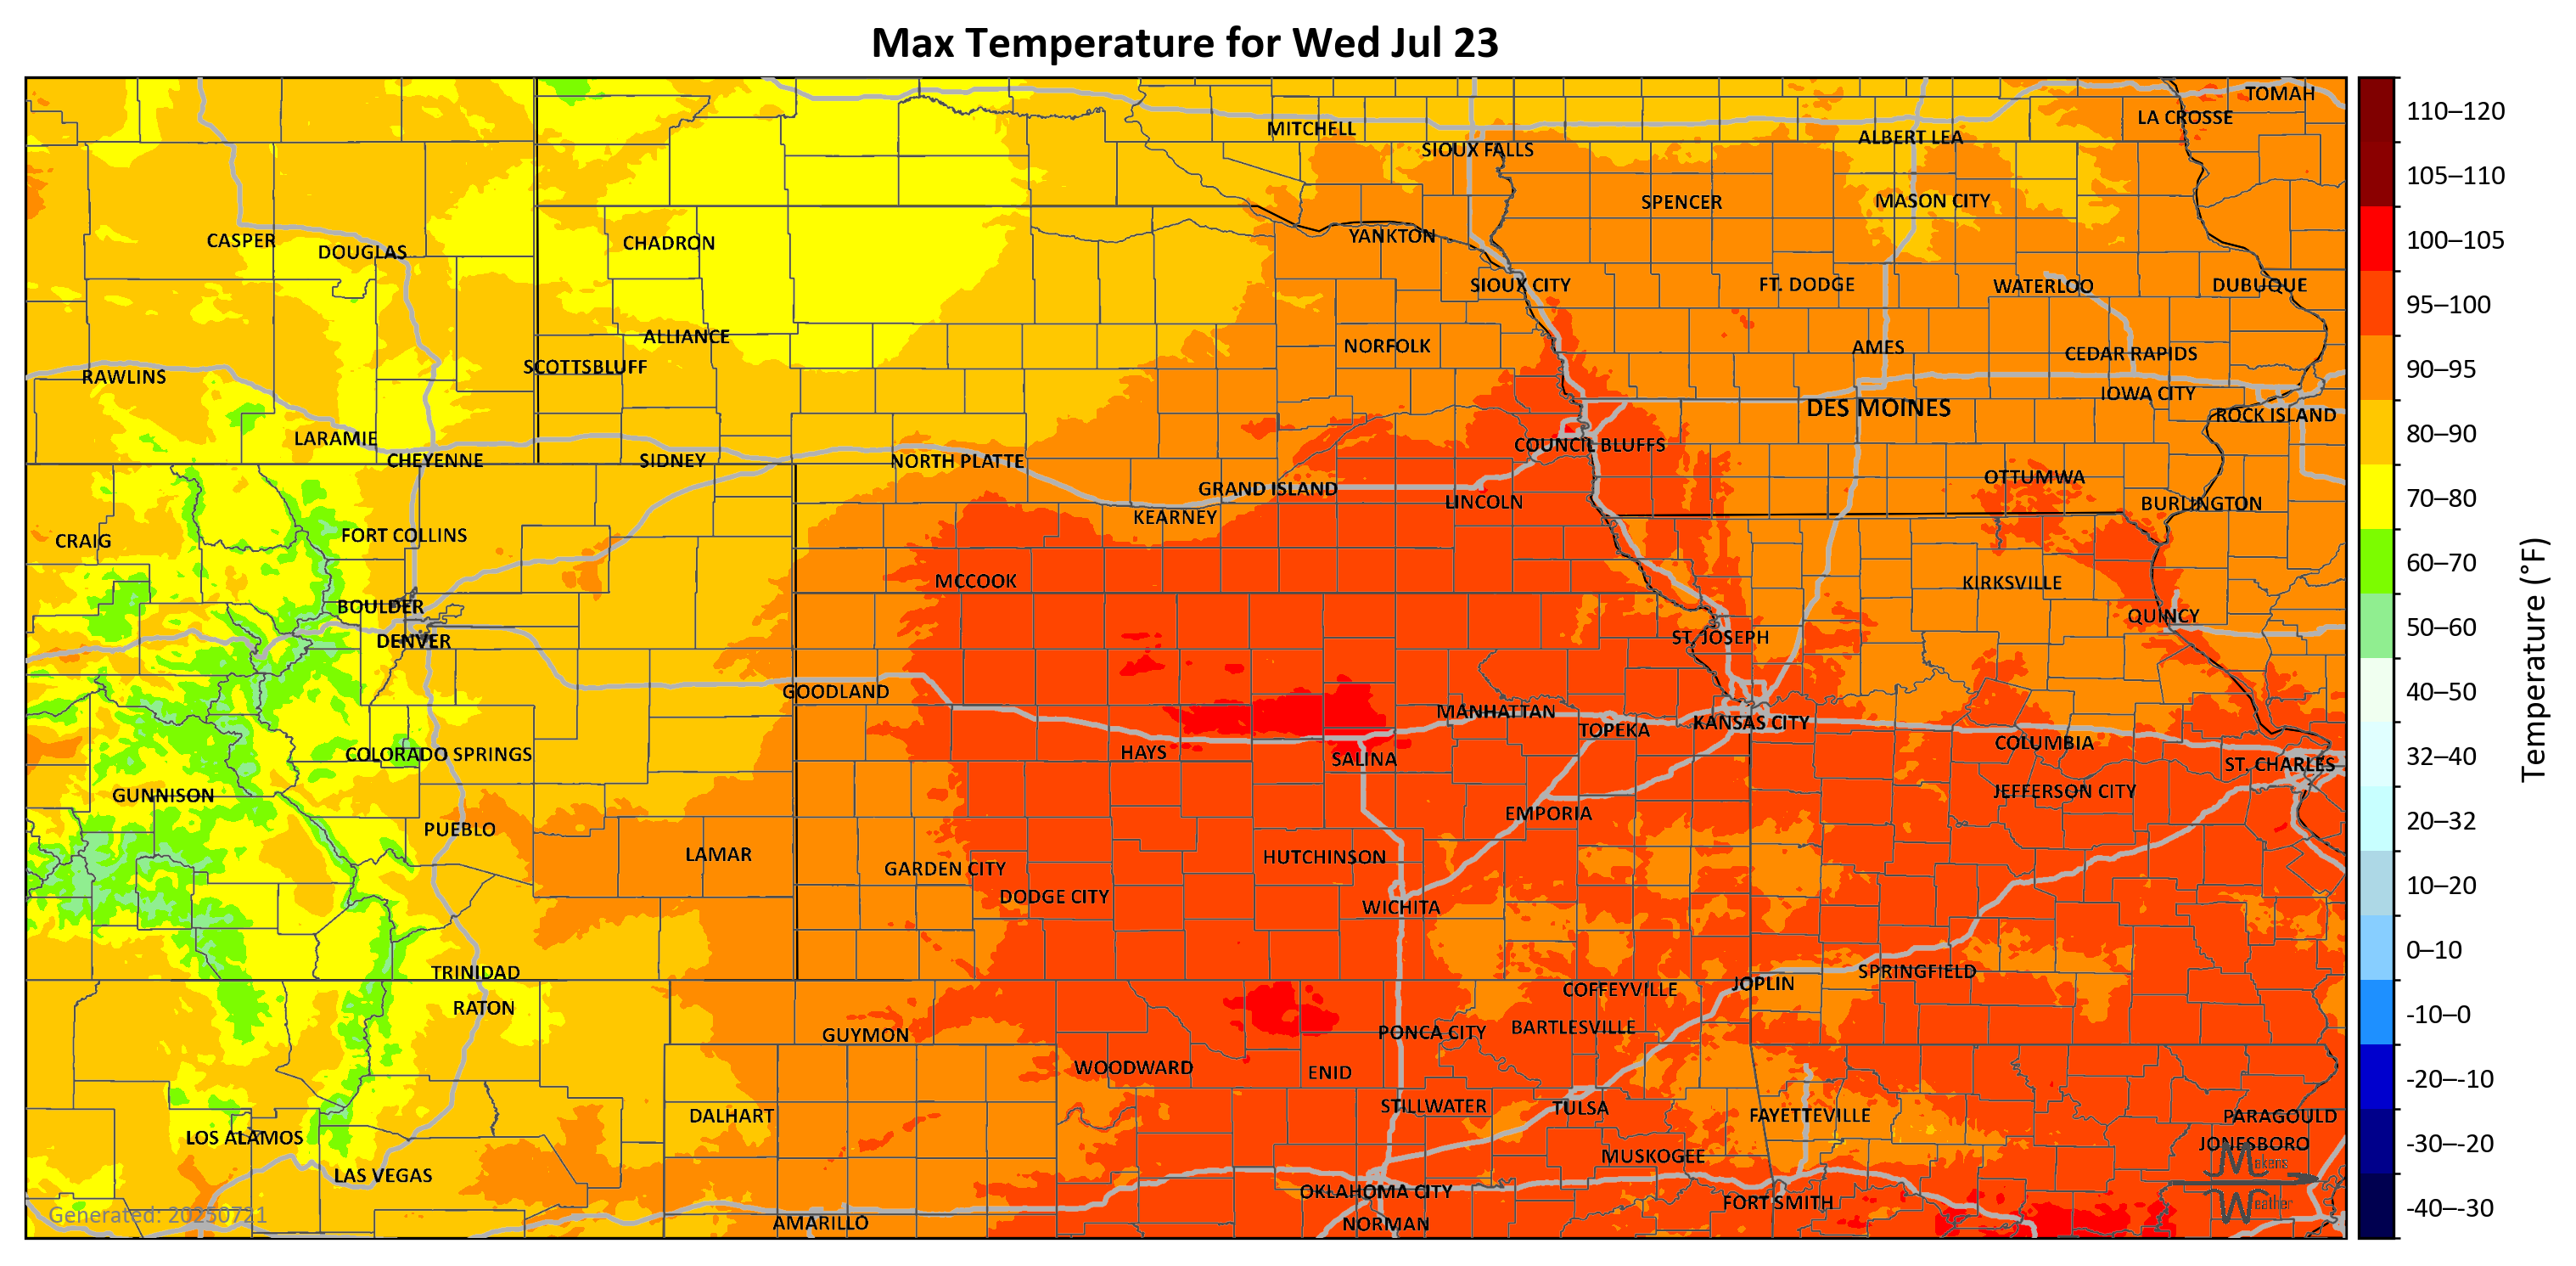 Max Temperature for Wed Jul 23
TOMAH
LA CROSSE
MITCHELL
ALBERT LEA
SIOUX FALLS
SPENCER
MASON CITY
CASPER
DOUGLAS
CHADRON
YANKTON
SIOUX CITY
FT. DODGE
WATERLOO
DUBUQUE
ALLIANCE
NORFOLK
AMES
CEDAR RAPIDS
SCOTTSBLUFF
RAWLINS
IOWA CITY
DES MOINES
ROCK ISLAND
LARAMIE
COUNCIL BLUFFS
CHEYENNE
SIDNEY
NORTH PLATTE
OTTUMWA
GRAND ISLAND
LINCOLN
BURLINGTON
KEARNEY
CRAIG
FORT COLLINS
MCCOOK
KIRKSVILLE
BOULDER
QUINCY
DENVER
ST. JOSEPH
GOODLAND
MANHATTAN
TOPEKA
KANSAS CITY
COLUMBIA
COLORADO SPRINGS
HAYS
SALINA
ST. CHARLES
GUNNISON
JEFFERSON CITY
EMPORIA
PUEBLO
LAMAR
HUTCHINSON
GARDEN CITY
DODGE CITY
WICHITA
TRINIDAD
SPRINGFIELD
JOPLIN
COFFEYVILLE
RATON
BARTLESVILLE
PONCA CITY
GUYMON
WOODWARD
ENID
STILLWATER
TULSA
DALHART
FAYETTEVILLE
PARAGOULD
LOS ALAMOS
JONESBORO
MUSKOGEE
LAS VEGAS
OKLAHOMA CITY
FORT SMITH
AMARILLO
NORMAN
Generated: 20250721
Makens
Weather
110–120
105–110
100–105
95–100
90–95
80–90
70–80
60–70
50–60
40–50
32–40
20–32
10–20
0–10
-10–0
-20–-10
-30–-20
-40–-30
Temperature (°F)